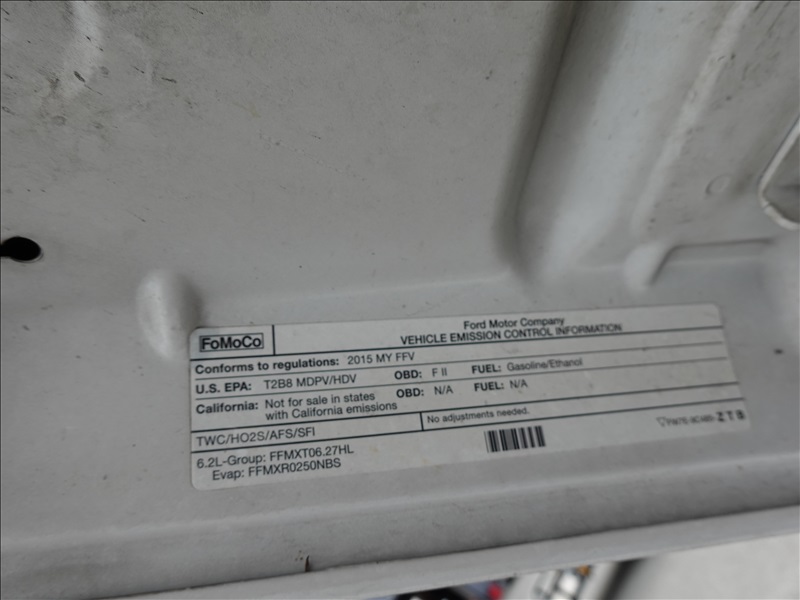 FoMoCo
Ford Motor Company
VEHICLE EMISSION CONTROL INFORMATION
Conforms to regulations: 2015 MY FFV
U.S. EPA: T2B8 MDPV/HDV OBD: F II FUEL: Gasoline/Ethanol
California: Not for sale in states with California emissions OBD: N/A FUEL: N/A
TWC/HO2S/AFS/SFI
No adjustments needed.
6.2L-Group: FFMXT06.27HL
Evap: FFMXR0250NBS
ZTB